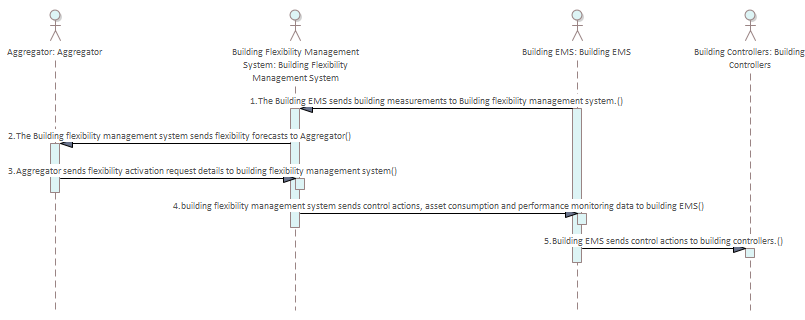 Aggregator: Aggregator
Building Flexibility Management
System: Building Flexibility
Management System
Building EMS: Building EMS
Building Controllers: Building
Controllers
1.The Building EMS sends building measurements to Building flexibility management system.()
2.The Building flexibility management system sends flexibility forecasts to Aggregator()
3.Aggregator sends flexibility activation request details to building flexibility management system()
4.building flexibility management system sends control actions, asset consumption and performance monitoring data to building EMS()
5.Building EMS sends control actions to building controllers.()